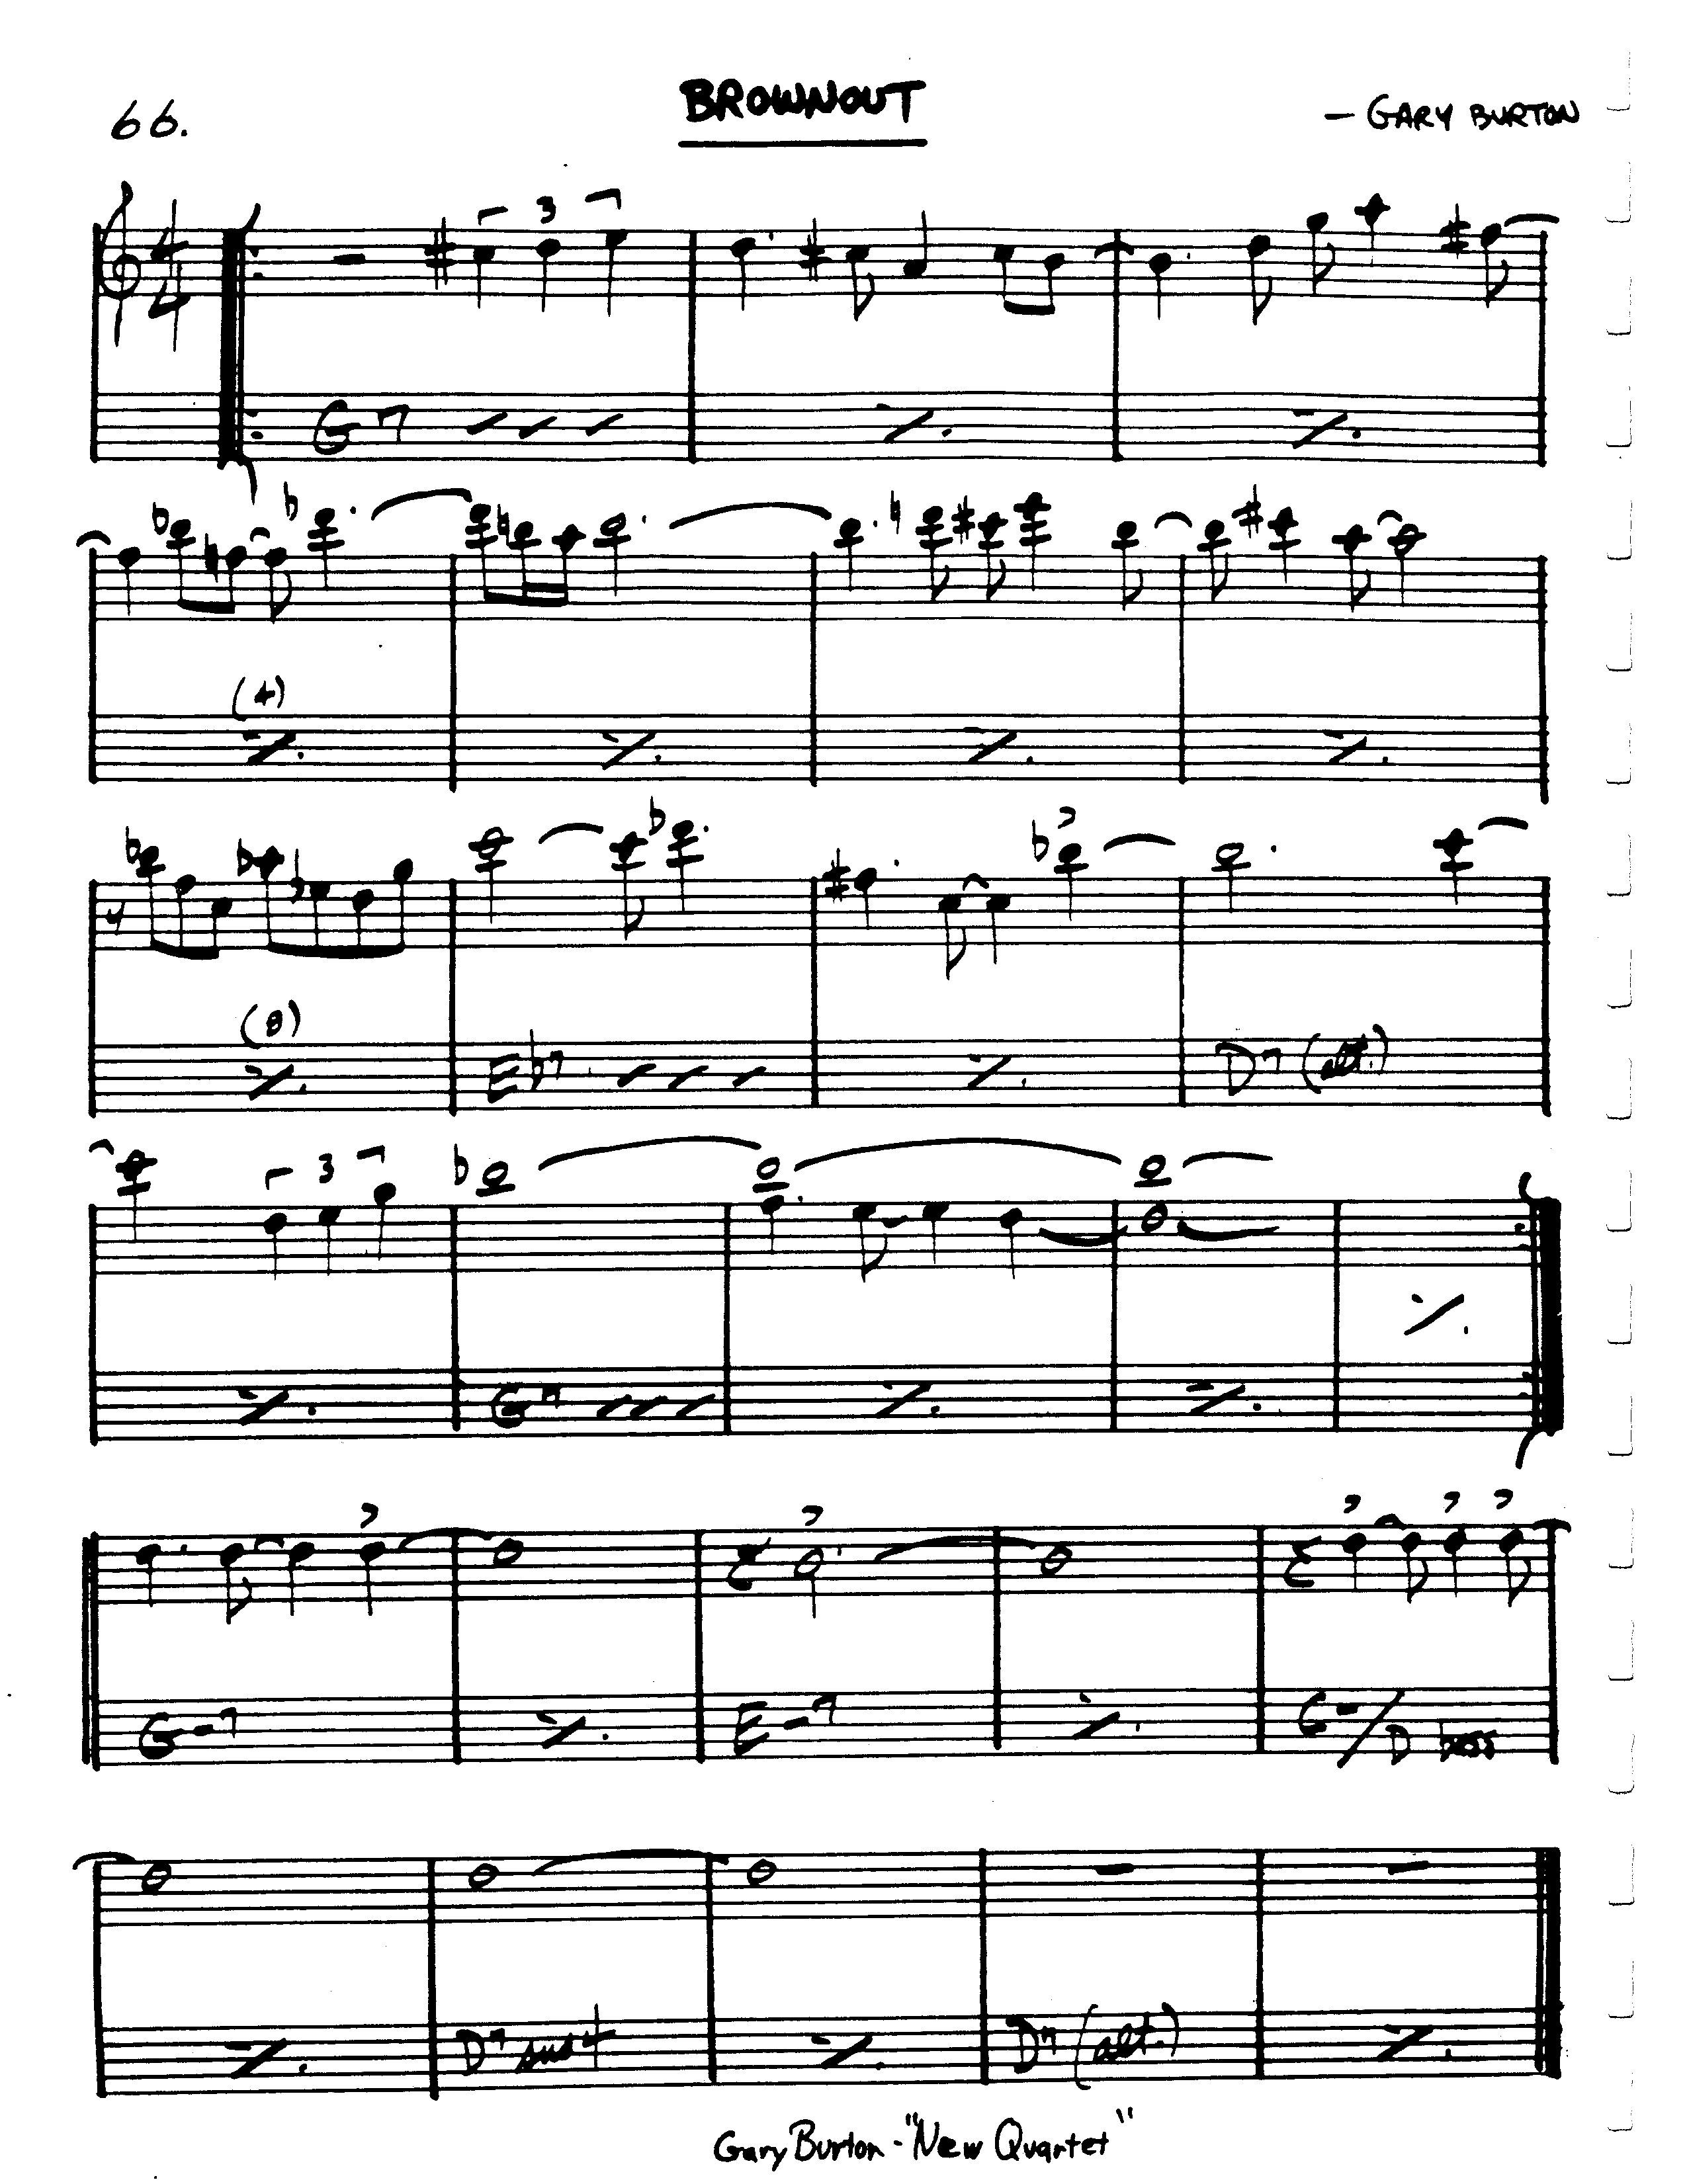 66.
BROWNOUT
— GARY BURTON
3
G7
(4)
(8)
Eb7
D7 (alt.)
3
G7
G-7
E-7
G-/D bass
D7 sus4
D7 (alt.)
Gary Burton - "New Quartet"